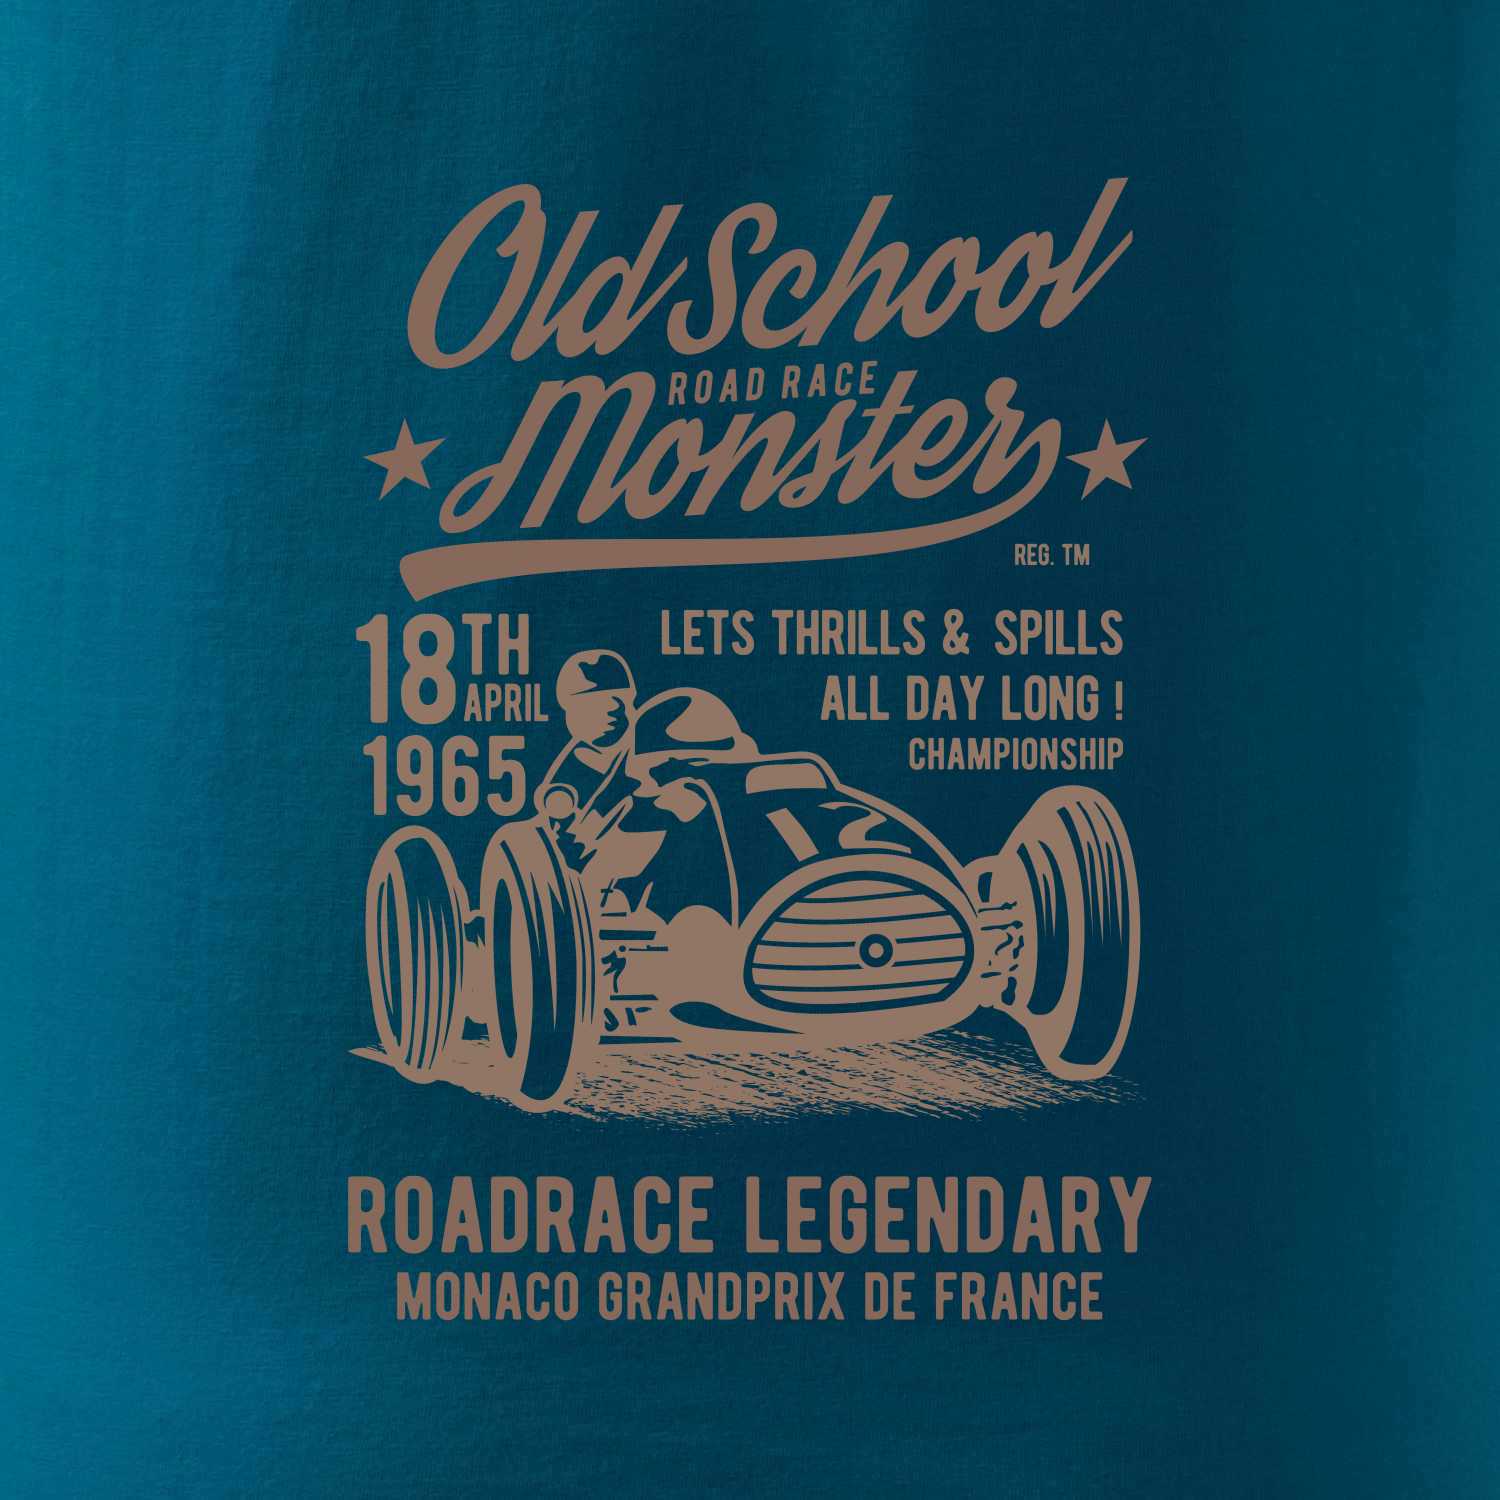 Old School
ROAD RACE
Monster
REG. TM
18TH
APRIL
1965
LETS THRILLS & SPILLS
ALL DAY LONG !
CHAMPIONSHIP
ROADRACE LEGENDARY
MONACO GRANDPRIX DE FRANCE